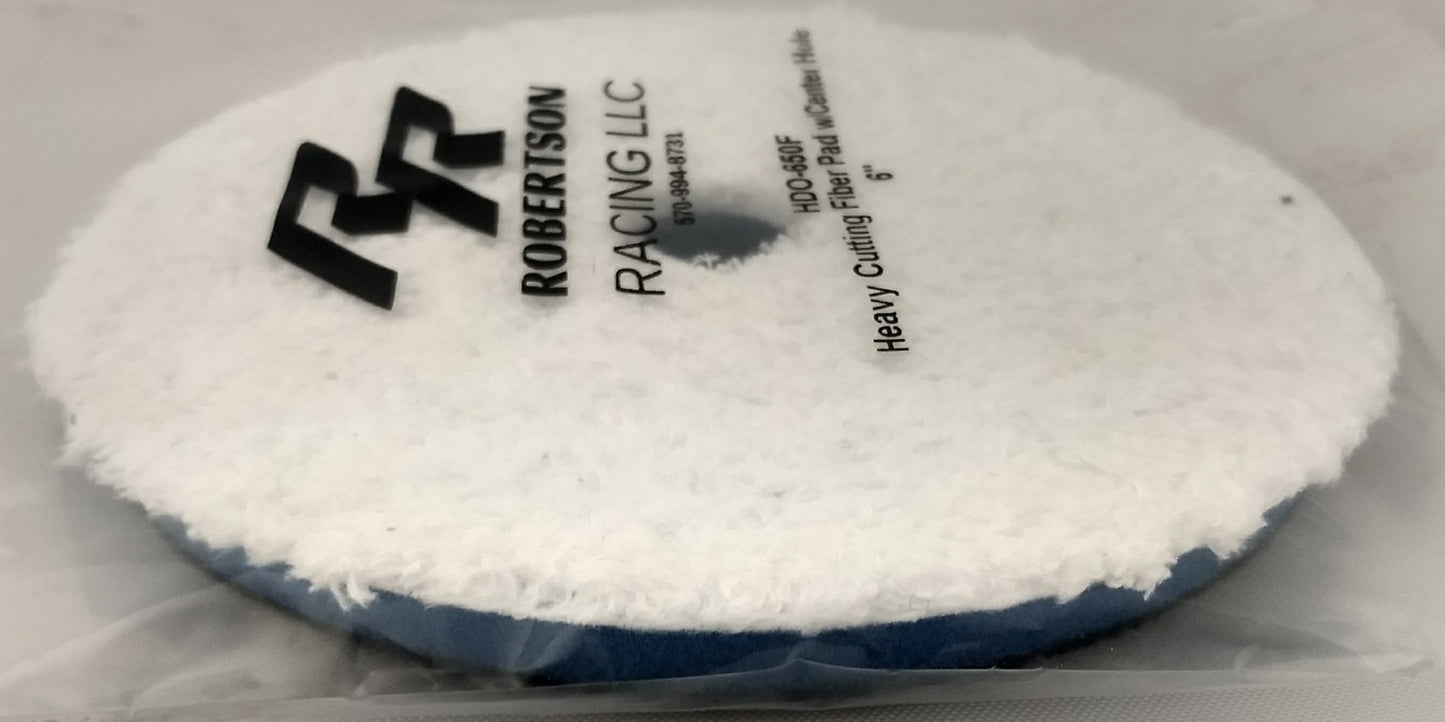 RR
ROBERTSON
RACING LLC
570-994-8731
HDO-650F
Heavy Cutting Fiber Pad w/Center Hole
6"